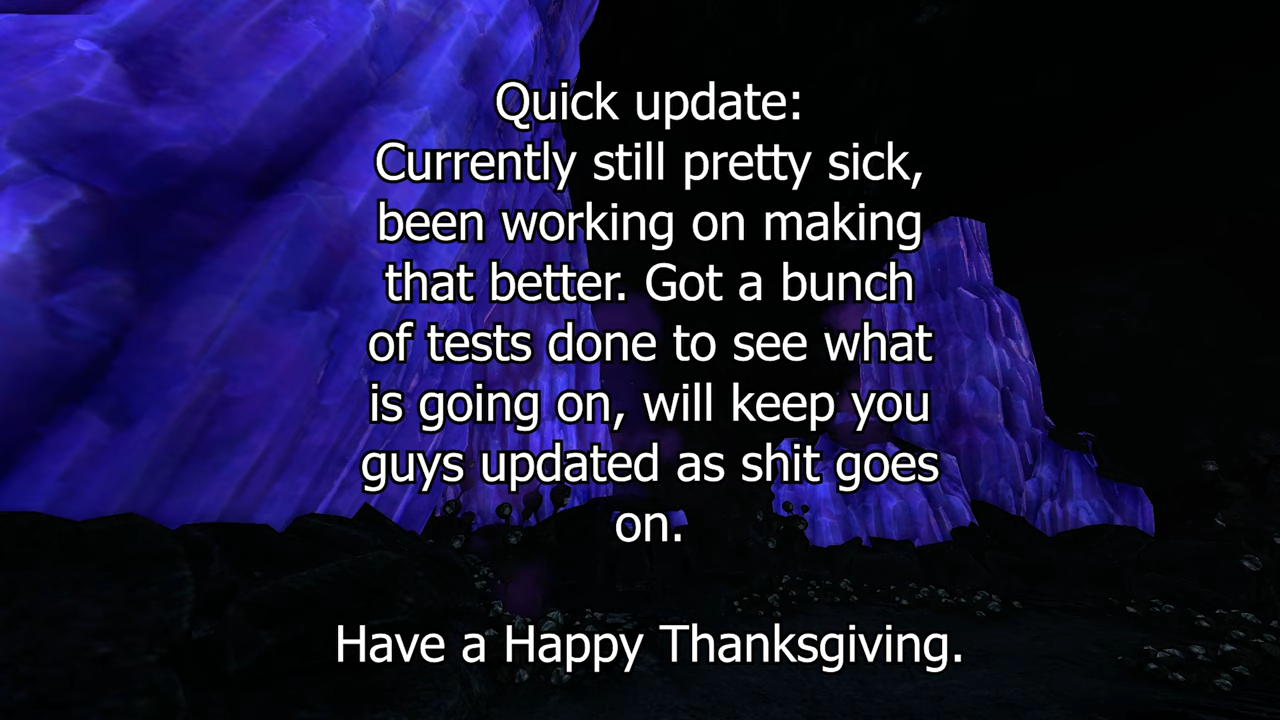 Quick update:
Currently still pretty sick,
been working on making
that better. Got a bunch
of tests done to see what
is going on, will keep you
guys updated as shit goes
on.
Have a Happy Thanksgiving.